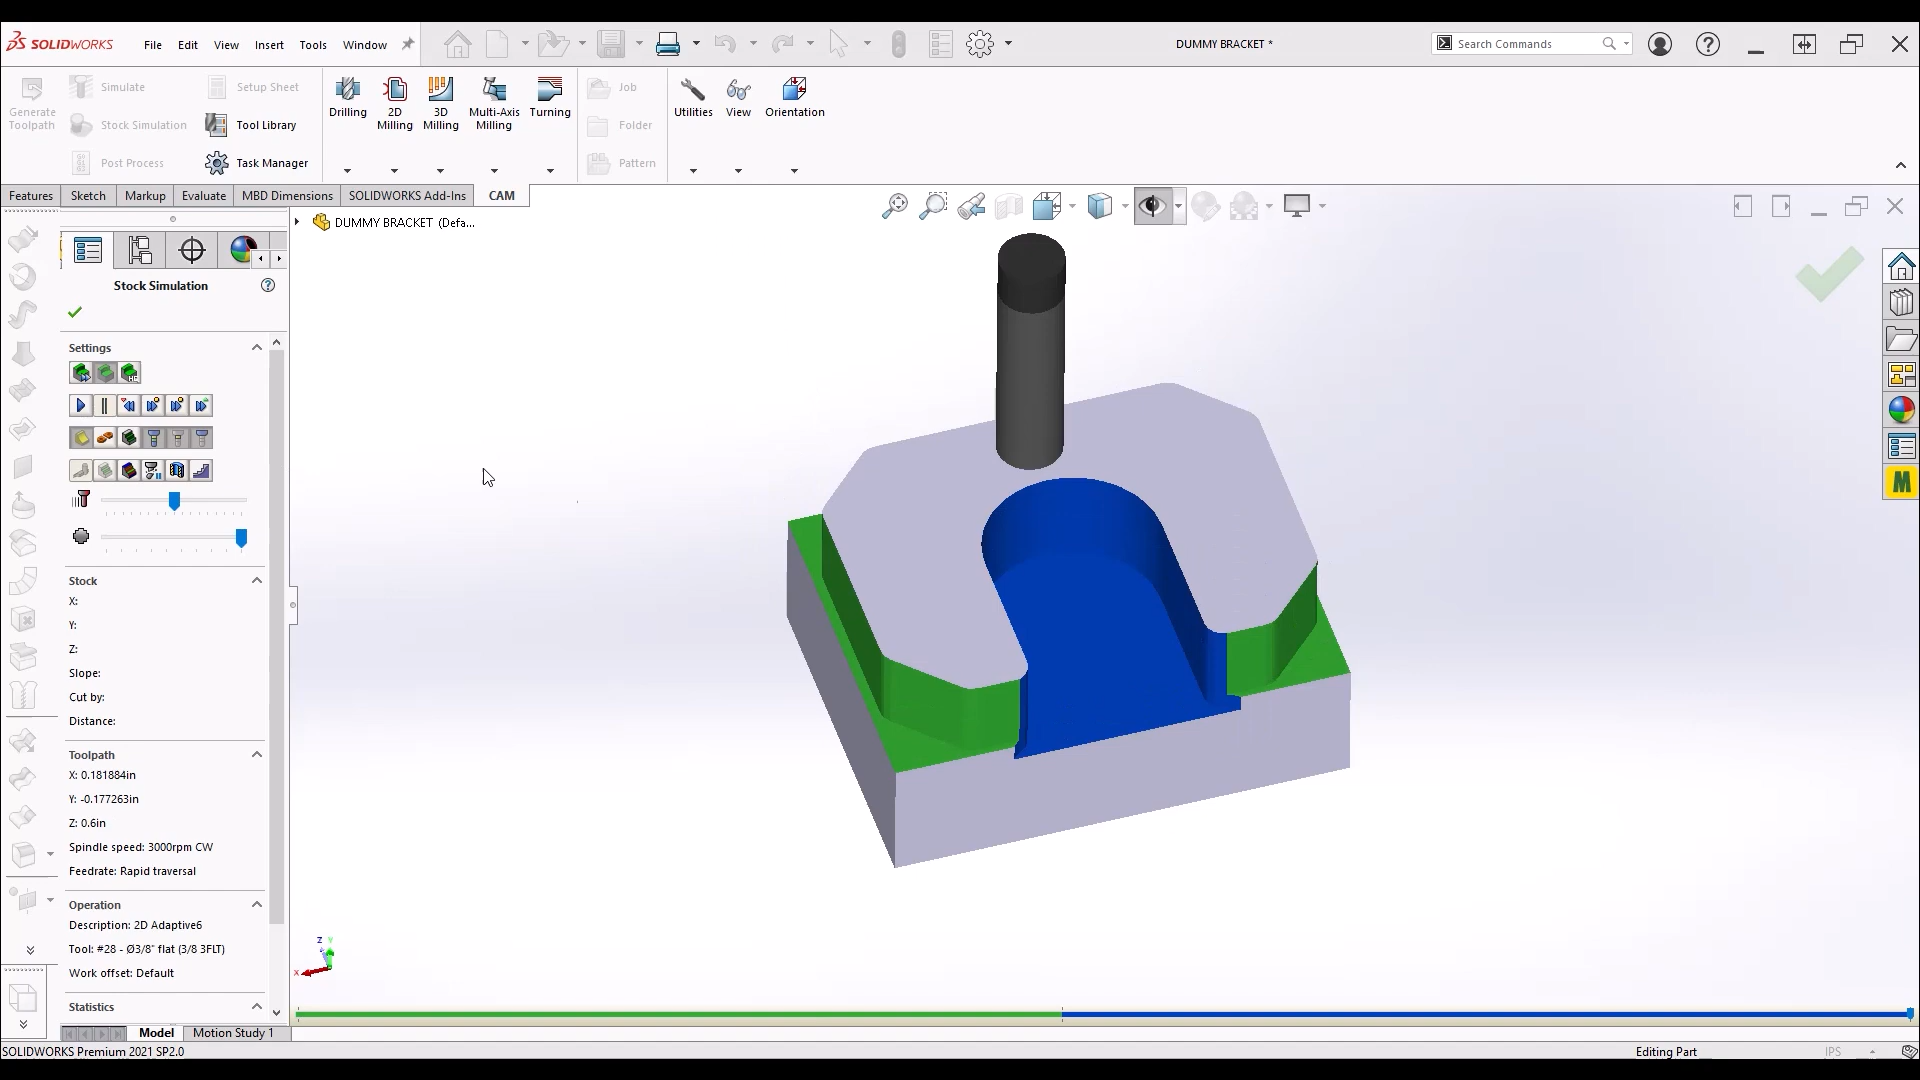 SOLIDWORKS File Edit View Insert Tools Window DUMMY BRACKET * Search Commands
Generate Toolpath
Simulate
Stock Simulation
Post Process
Setup Sheet
Tool Library
Task Manager
Drilling
2D Milling
3D Milling
Multi-Axis Milling
Turning
Job
Folder
Pattern
Utilities
View
Orientation
Features Sketch Markup Evaluate MBD Dimensions SOLIDWORKS Add-Ins CAM
DUMMY BRACKET (Defa...
Stock Simulation
Settings
Stock
X:
Y:
Z:
Slope:
Cut by:
Distance:
Toolpath
X: 0.181884in
Y: -0.177263in
Z: 0.6in
Spindle speed: 3000rpm CW
Feedrate: Rapid traversal
Operation
Description: 2D Adaptive6
Tool: #28 - Ø3/8" flat (3/8 3FLT)
Work offset: Default
Statistics
Z Y
X
M
Model Motion Study 1
SOLIDWORKS Premium 2021 SP2.0 Editing Part IPS